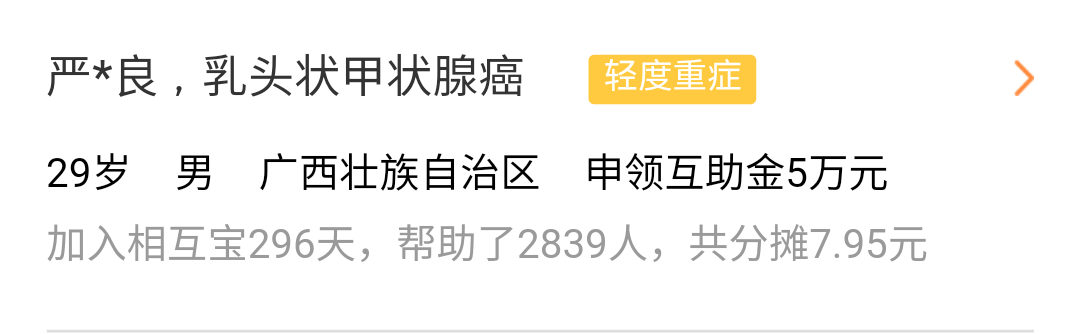 严*良，乳头状甲状腺癌 轻度重症
29岁 男 广西壮族自治区 申领互助金5万元
加入相互宝296天，帮助了2839人，共分摊7.95元